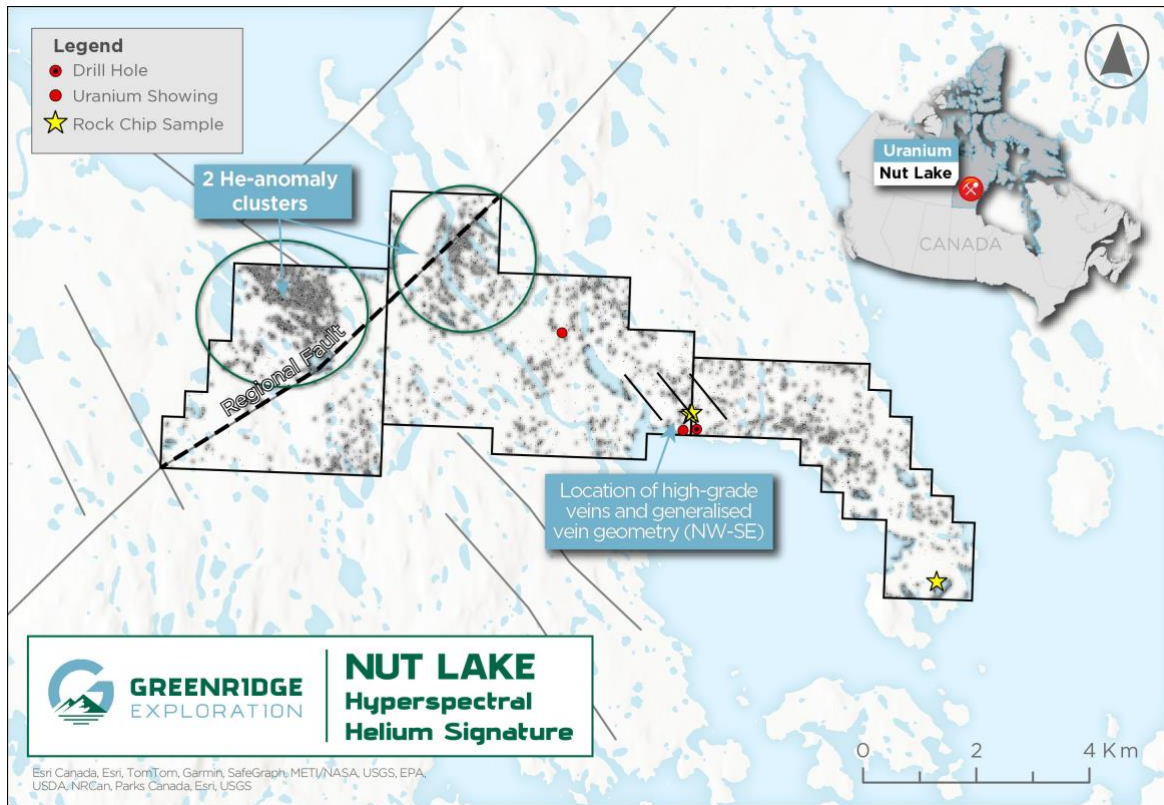 Legend
Drill Hole
Uranium Showing
Rock Chip Sample
2 He-anomaly
clusters
Uranium
Nut Lake
CANADA
Regional Fault
Location of high-grade
veins and generalised
vein geometry (NW-SE)
GREENRIDGE
EXPLORATION
NUT LAKE
Hyperspectral
Helium Signature
0 2 4 Km
Esri Canada, Esri, TomTom, Garmin, SafeGraph, METI/NASA, USGS, EPA,
USDA, NRCan, Parks Canada, Esri, USGS